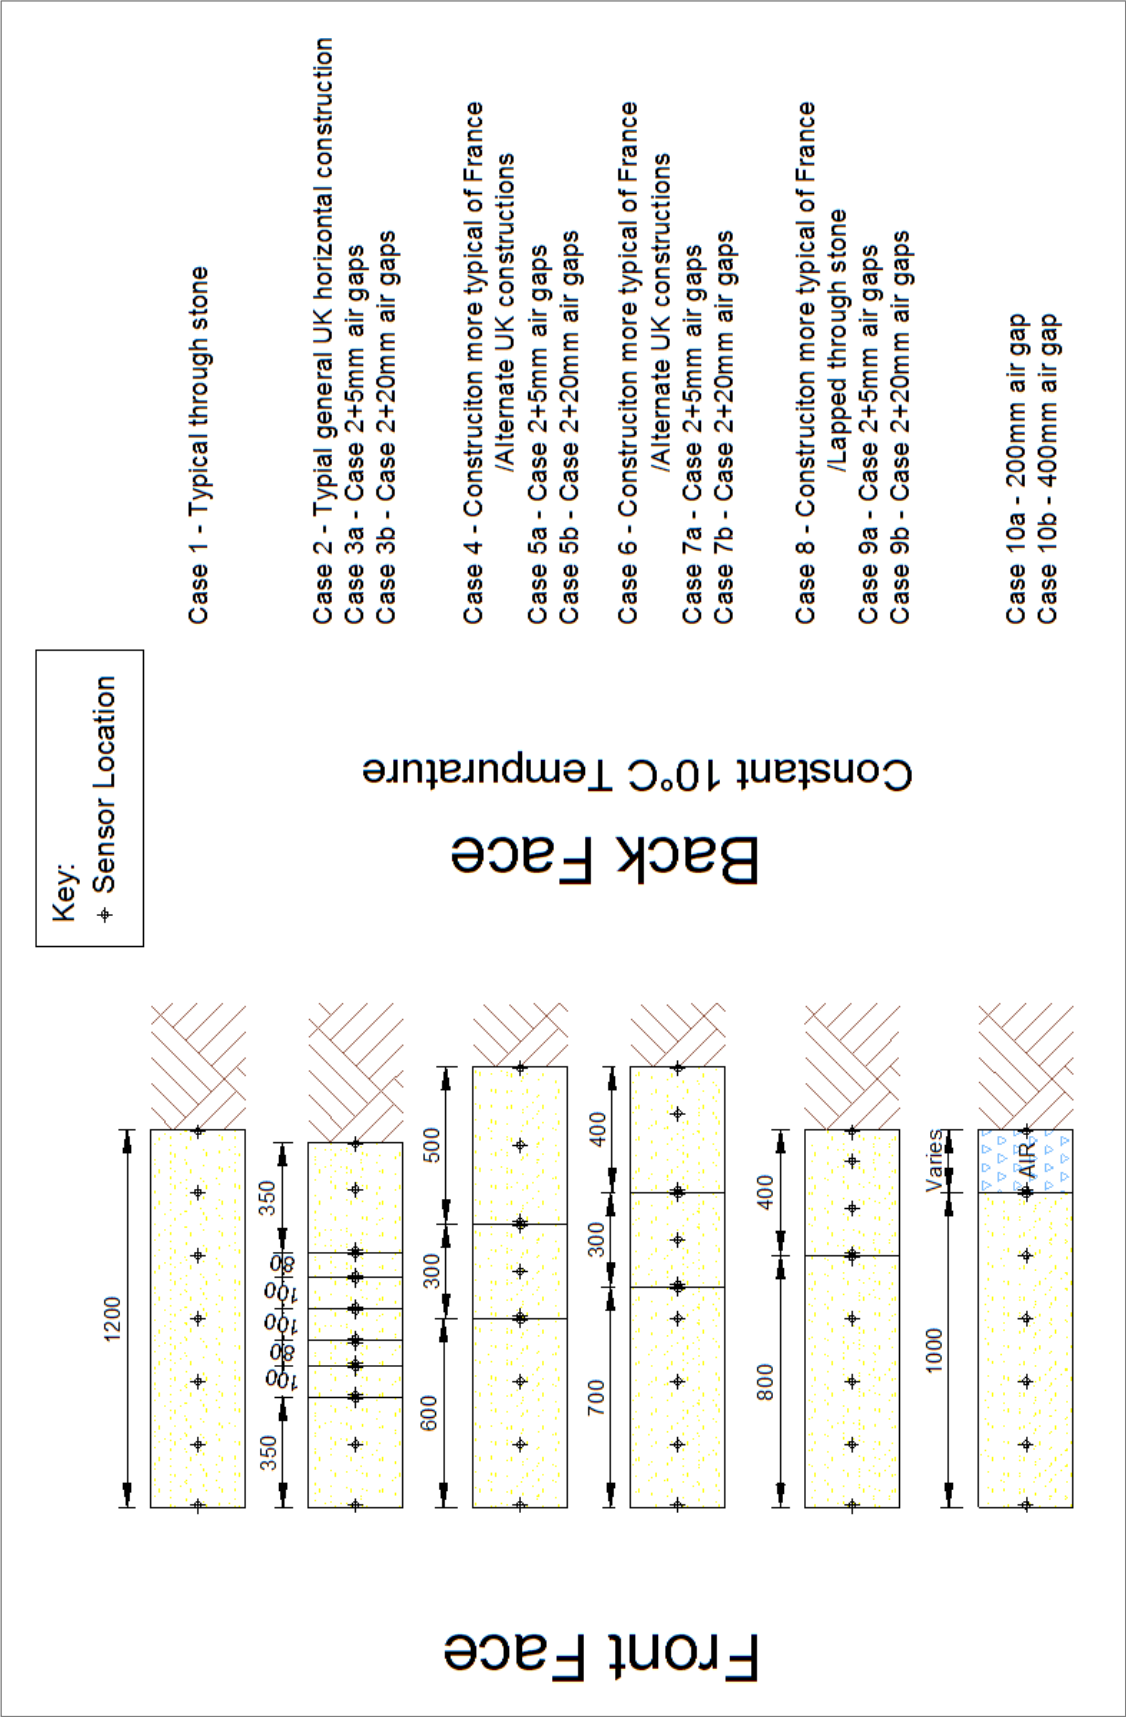 Key:
Sensor Location
Case 1 - Typical through stone
Case 2 - Typial general UK horizontal construction
Case 3a - Case 2+5mm air gaps
Case 3b - Case 2+20mm air gaps
Case 4 - Construciton more typical of France
/Alternate UK constructions
Case 5a - Case 2+5mm air gaps
Case 5b - Case 2+20mm air gaps
Case 6 - Construciton more typical of France
/Alternate UK constructions
Case 7a - Case 2+5mm air gaps
Case 7b - Case 2+20mm air gaps
Case 8 - Construciton more typical of France
/Lapped through stone
Case 9a - Case 2+5mm air gaps
Case 9b - Case 2+20mm air gaps
Case 10a - 200mm air gap
Case 10b - 400mm air gap
Constant 10°C Tempurature
Back Face
Front Face
1200
350
100
80
100
100
80
350
600
300
500
700
300
400
800
400
1000
Varies
AIR